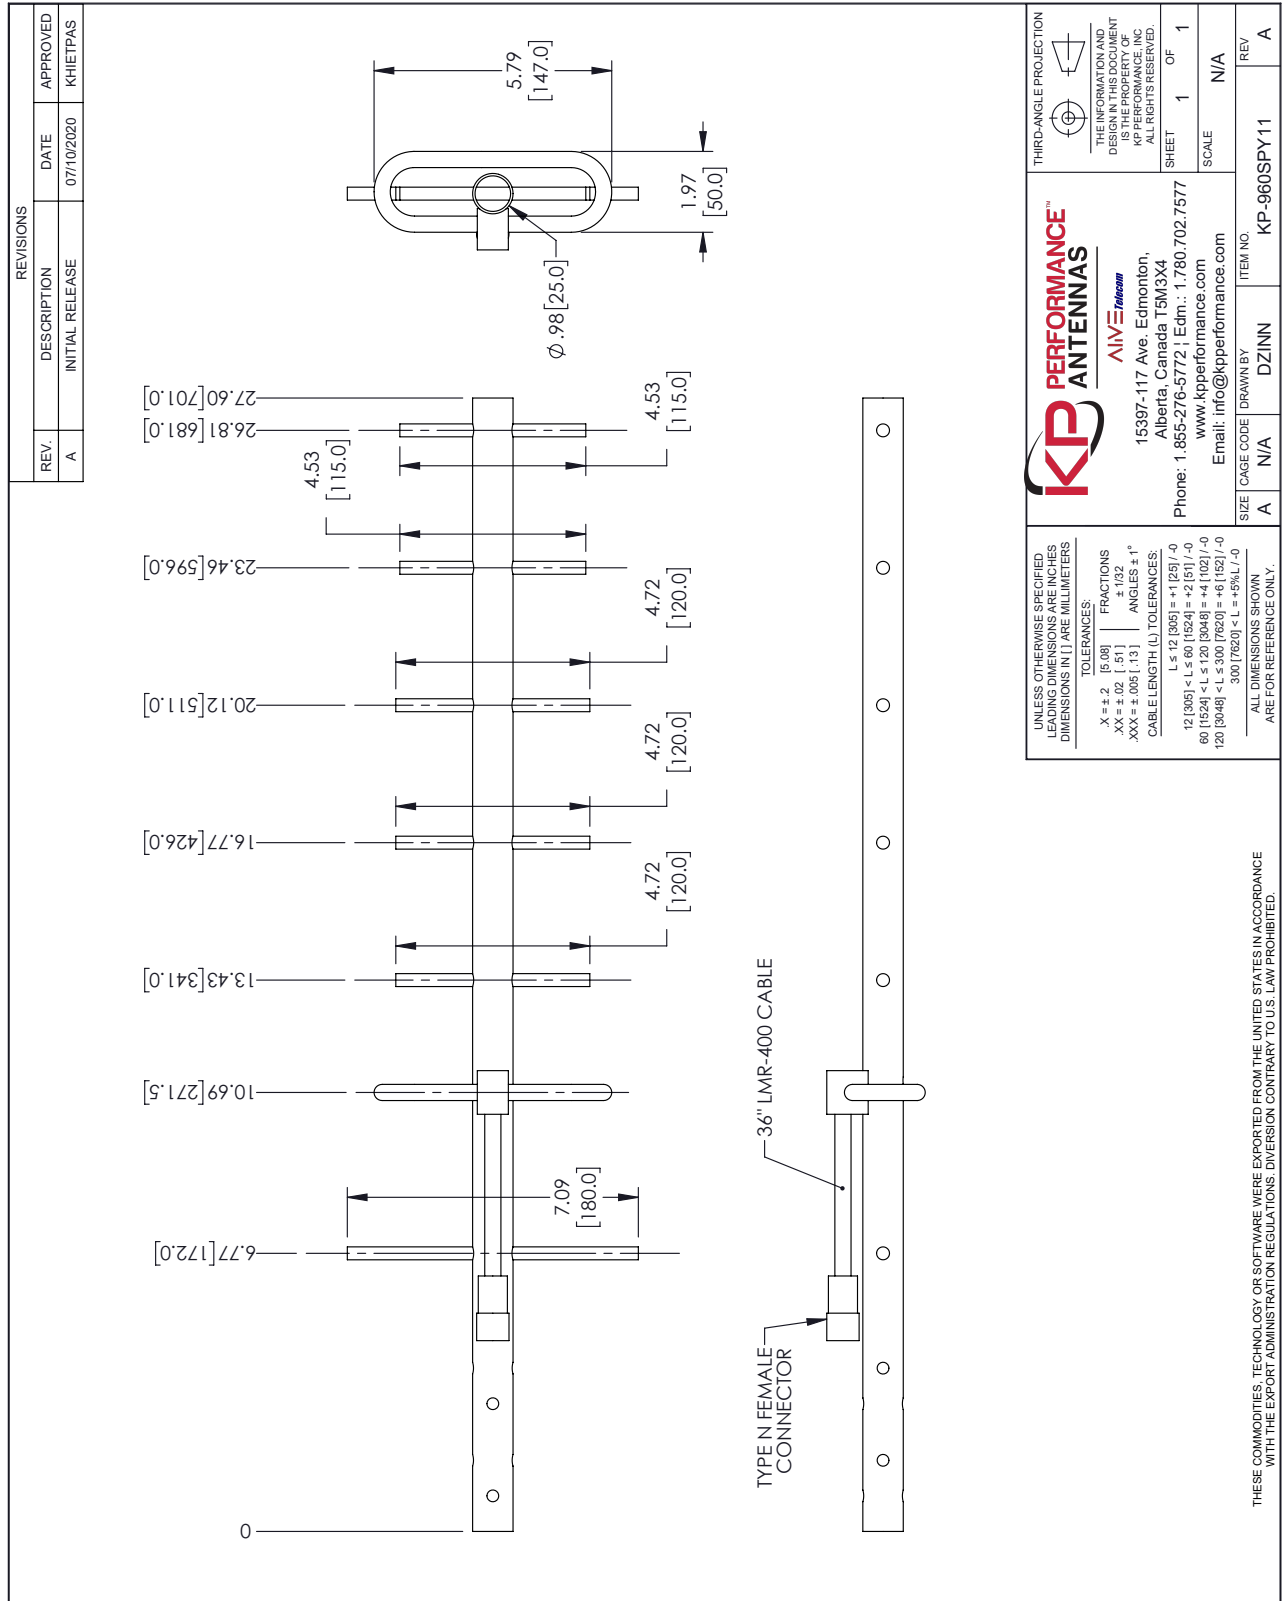 REVISIONS
REV.
DESCRIPTION
DATE
APPROVED
A
INITIAL RELEASE
07/10/2020
KHIETPAS
0
6.77[172.0]
10.69[271.5]
13.43[341.0]
16.77[426.0]
20.12[511.0]
23.46[596.0]
26.81[681.0]
27.60[701.0]
7.09
[180.0]
4.72
[120.0]
4.72
[120.0]
4.72
[120.0]
4.53
[115.0]
4.53
[115.0]
5.79
[147.0]
1.97
[50.0]
Ø.98[25.0]
TYPE N FEMALE
CONNECTOR
36" LMR-400 CABLE
UNLESS OTHERWISE SPECIFIED
LEADING DIMENSIONS ARE INCHES
DIMENSIONS IN [ ] ARE MILLIMETERS
TOLERANCES:
.X = ± .2 [5.08]
.XX = ± .02 [.51]
.XXX = ± .005 [.13]
FRACTIONS
± 1/32
ANGLES ± 1°
CABLE LENGTH (L) TOLERANCES:
L ≤ 12 [305] = +1 [25] / -0
12 [305] < L ≤ 60 [1524] = +2 [51] / -0
60 [1524] < L ≤ 120 [3048] = +4 [102] / -0
120 [3048] < L ≤ 300 [7620] = +6 [152] / -0
300 [7620] < L = +5%L / -0
ALL DIMENSIONS SHOWN
ARE FOR REFERENCE ONLY.
KP PERFORMANCE™
ANTENNAS
ALIVE Telecom
15397-117 Ave. Edmonton,
Alberta, Canada T5M3X4
Phone: 1.855-276-5772 | Edm.: 1.780.702.7577
www.kpperformance.com
Email: info@kpperformance.com
THIRD-ANGLE PROJECTION
THE INFORMATION AND
DESIGN IN THIS DOCUMENT
IS THE PROPERTY OF
KP PERFORMANCE, INC
ALL RIGHTS RESERVED.
SHEET 1 OF 1
SCALE
N/A
SIZE
A
CAGE CODE
N/A
DRAWN BY
DZINN
ITEM NO.
KP-960SPY11
REV
A
THESE COMMODITIES, TECHNOLOGY OR SOFTWARE WERE EXPORTED FROM THE UNITED STATES IN ACCORDANCE
WITH THE EXPORT ADMINISTRATION REGULATIONS. DIVERSION CONTRARY TO U.S. LAW PROHIBITED.